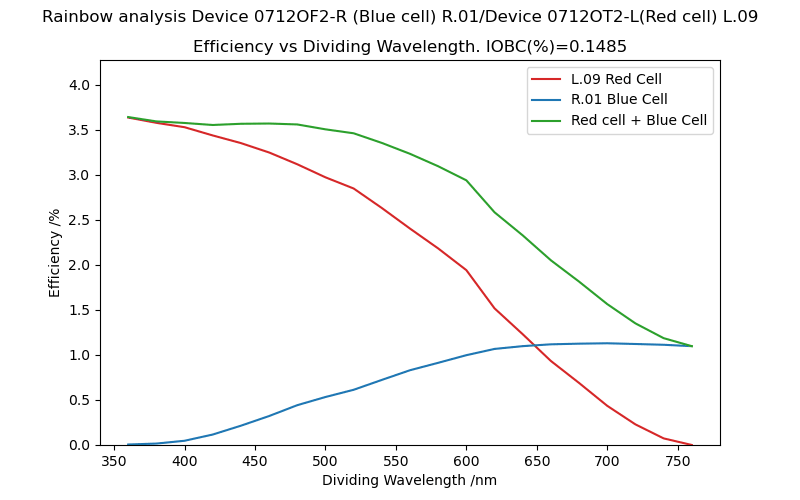 Rainbow analysis Device 0712OF2-R (Blue cell) R.01/Device 0712OT2-L(Red cell) L.09
Efficiency vs Dividing Wavelength. IOBC(%)=0.1485
L.09 Red Cell
R.01 Blue Cell
Red cell + Blue Cell
Efficiency /%
4.0
3.5
3.0
2.5
2.0
1.5
1.0
0.5
0.0
350 400 450 500 550 600 650 700 750
Dividing Wavelength /nm